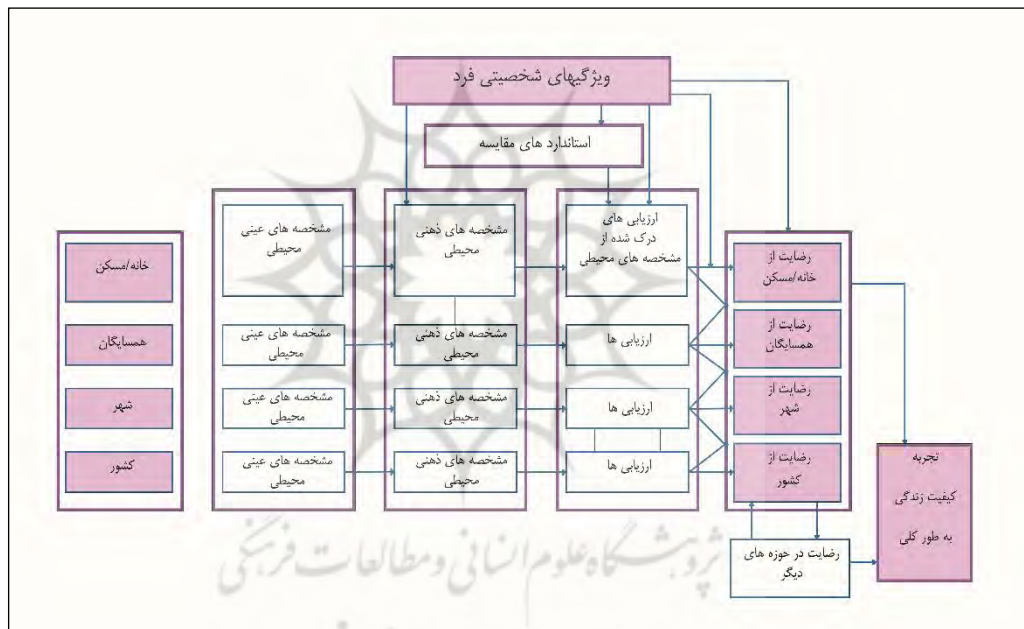 ویژگیهای شخصیتی فرد
استاندارد های مقایسه
خانه/مسکن
همسایگان
شهر
کشور
مشخصه های عینی
محیطی
مشخصه های عینی
محیطی
مشخصه های عینی
محیطی
مشخصه های عینی
محیطی
مشخصه های ذهنی
محیطی
مشخصه های ذهنی
محیطی
مشخصه های ذهنی
محیطی
مشخصه های ذهنی
محیطی
ارزیابی های
درک شده از
مشخصه های محیطی
ارزیابی ها
ارزیابی ها
ارزیابی ها
رضایت از
خانه/مسکن
رضایت از
همسایگان
رضایت از
شهر
رضایت از
کشور
رضایت در حوزه های
دیگر
تجربه
کیفیت زندگی
به طور کلی
پژوهشگاه علوم انسانی و مطالعات فرهنگی